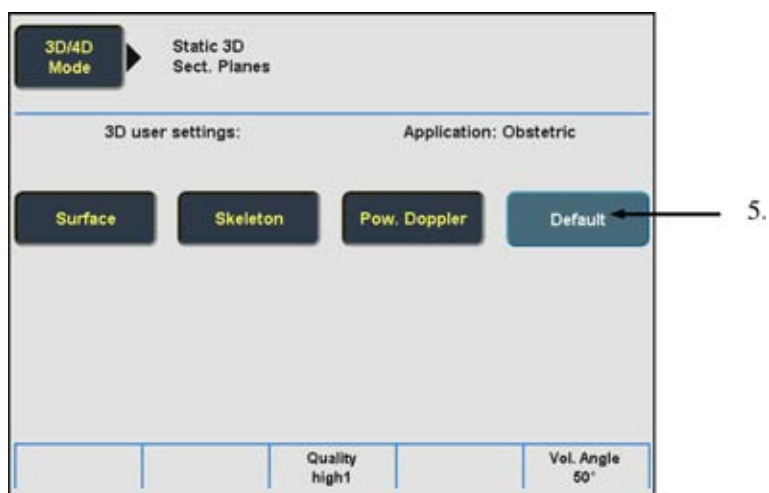 3D/4D
Mode
Static 3D
Sect. Planes
3D user settings:
Application: Obstetric
Surface
Skeleton
Pow. Doppler
Default
5.
Quality
high1
Vol. Angle
50°